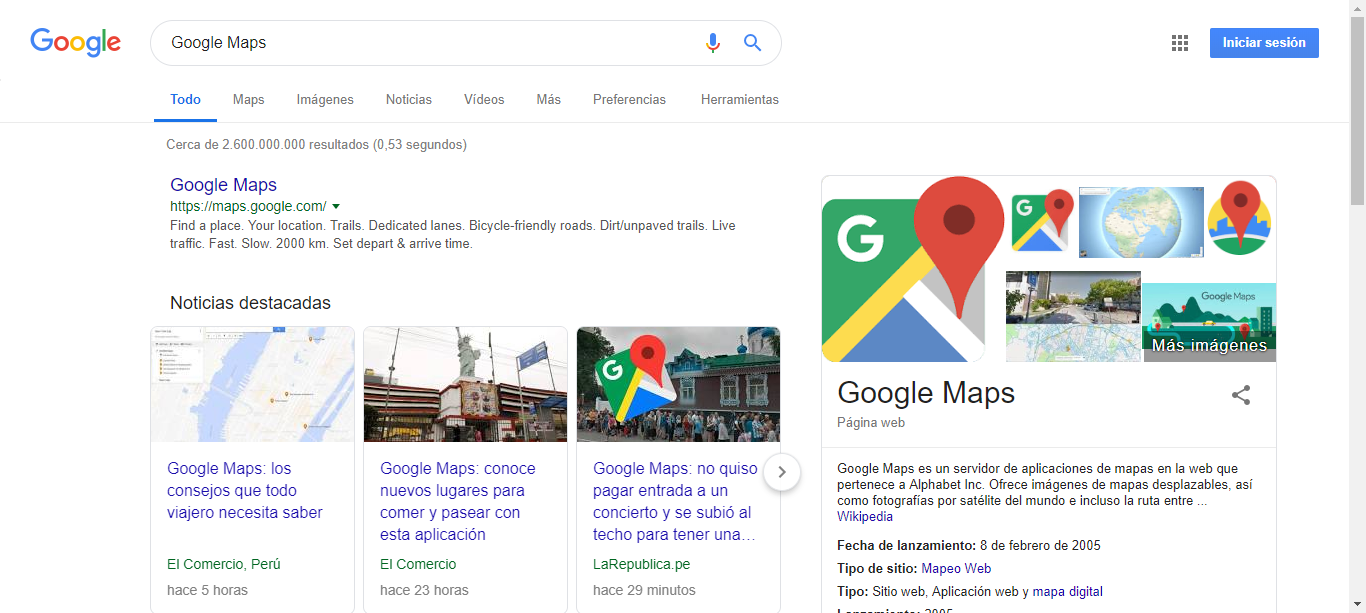 Google
Google Maps
Iniciar sesión
Todo
Maps
Imágenes
Noticias
Vídeos
Más
Preferencias
Herramientas
Cerca de 2.600.000.000 resultados (0,53 segundos)
Google Maps
https://maps.google.com/
Find a place. Your location. Trails. Dedicated lanes. Bicycle-friendly roads. Dirt/unpaved trails. Live
traffic. Fast. Slow. 2000 km. Set depart & arrive time.
Noticias destacadas
Google Maps: los
consejos que todo
viajero necesita saber
El Comercio, Perú
hace 5 horas
Google Maps: conoce
nuevos lugares para
comer y pasear con
esta aplicación
El Comercio
hace 23 horas
G
Google Maps: no quiso
pagar entrada a un
concierto y se subió al
techo para tener una…
LaRepublica.pe
hace 29 minutos
G
G
Google Maps
Más imágenes
Google Maps
Página web
Google Maps es un servidor de aplicaciones de mapas en la web que
pertenece a Alphabet Inc. Ofrece imágenes de mapas desplazables, así
como fotografías por satélite del mundo e incluso la ruta entre ...
Wikipedia
Fecha de lanzamiento: 8 de febrero de 2005
Tipo de sitio: Mapeo Web
Tipo: Sitio web, Aplicación web y mapa digital
Lanzamiento: 2005